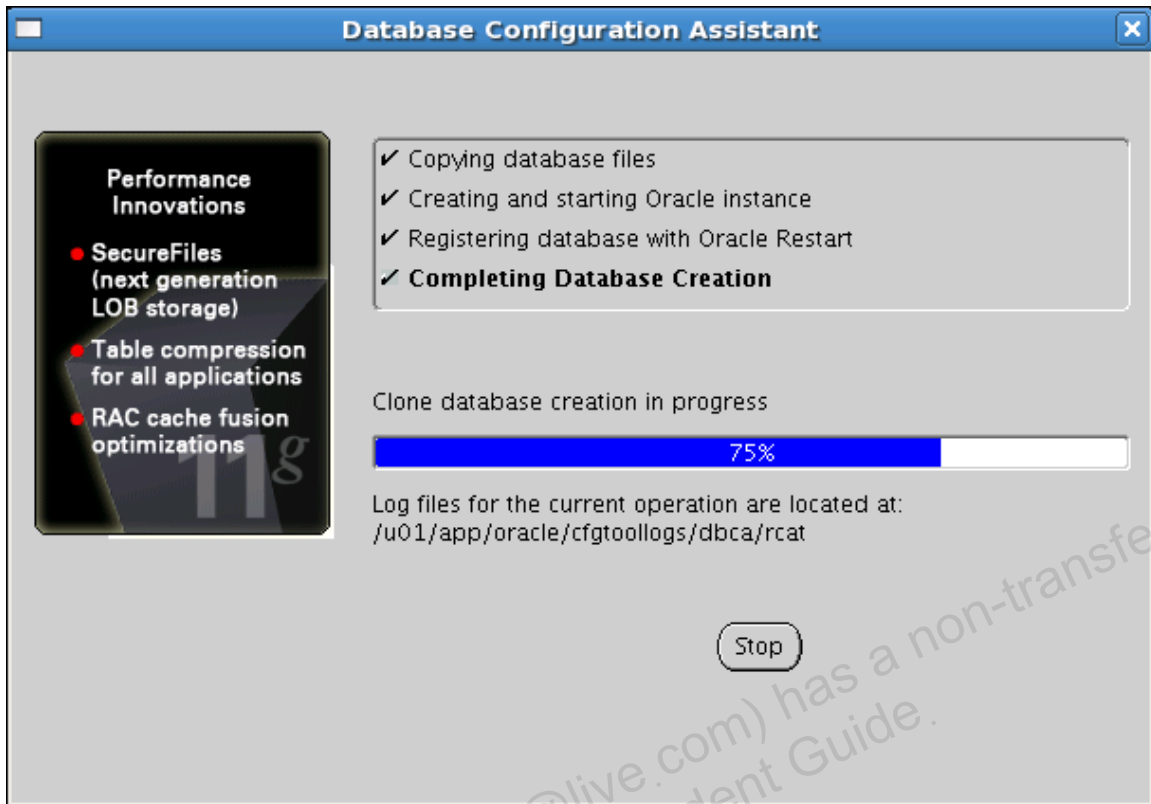 Database Configuration Assistant
Performance
Innovations
SecureFiles
(next generation
LOB storage)
Table compression
for all applications
RAC cache fusion
optimizations
11g
Copying database files
Creating and starting Oracle instance
Registering database with Oracle Restart
Completing Database Creation
Clone database creation in progress
75%
Log files for the current operation are located at:
/u01/app/oracle/cfgtoollogs/dbca/rcat
Stop
has a non-transfe
@live.com)
Guide.